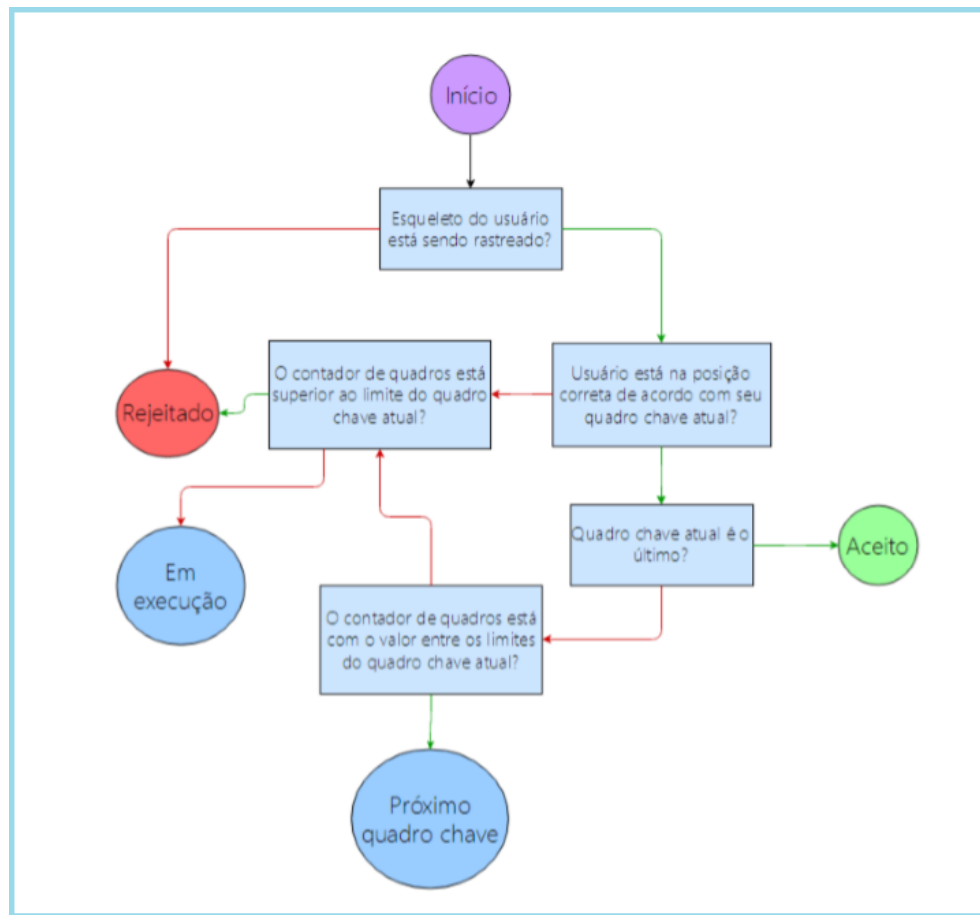 Início
Esqueleto do usuário
está sendo rastreado?
O contador de quadros está
superior ao limite do quadro
chave atual?
Usuário está na posição
correta de acordo com seu
quadro chave atual?
Rejeitado
Quadro chave atual é o
último?
Aceito
Em
execução
O contador de quadros está
com o valor entre os limites
do quadro chave atual?
Próximo
quadro chave